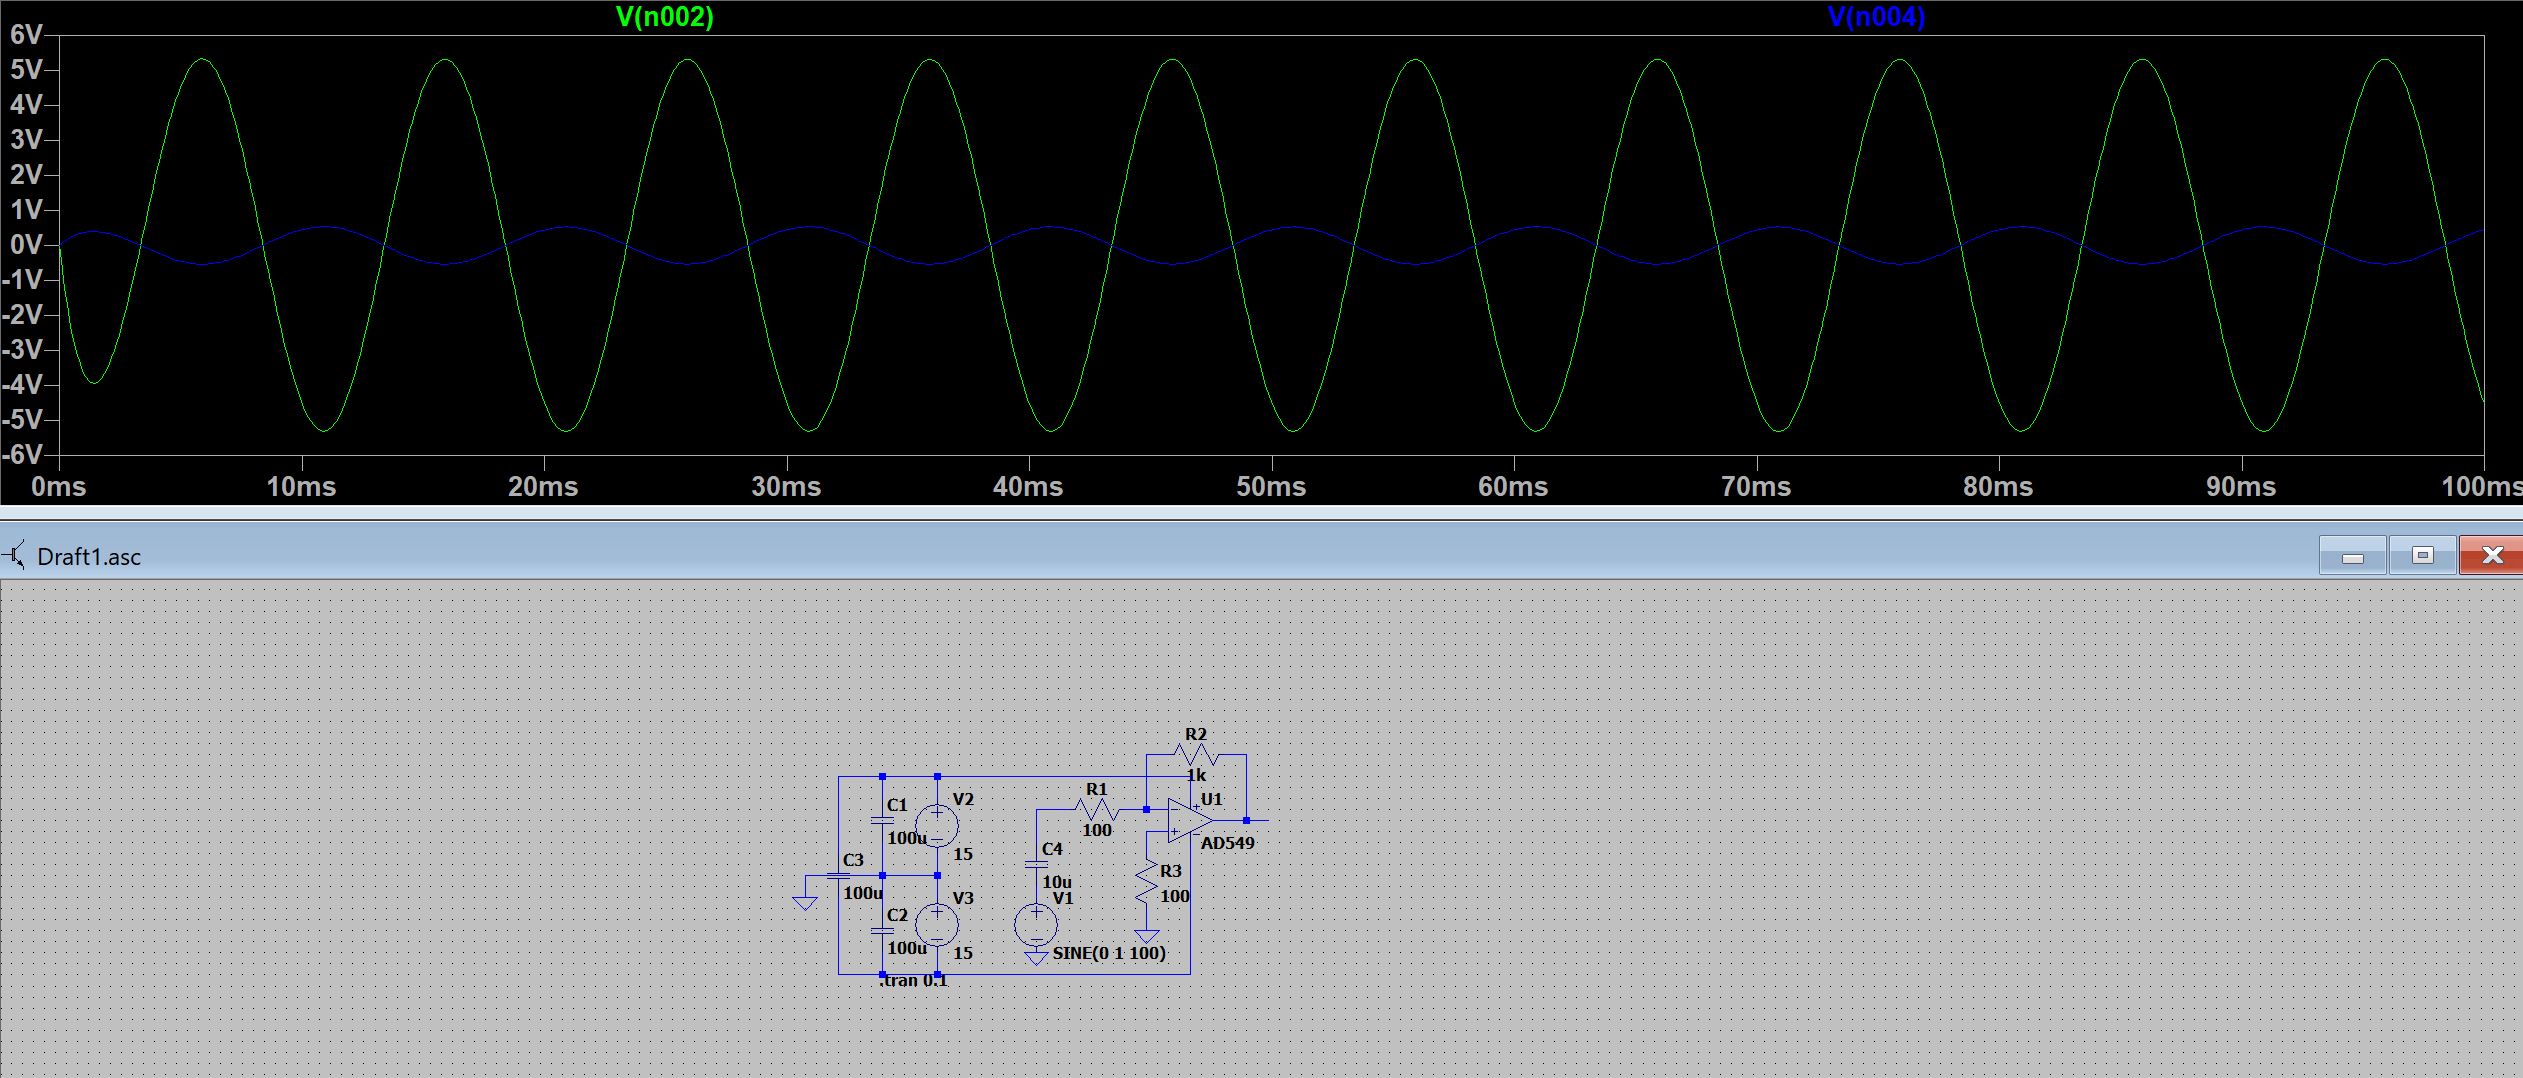 V(n002) V(n004)
6V
5V
4V
3V
2V
1V
0V
-1V
-2V
-3V
-4V
-5V
-6V
0ms 10ms 20ms 30ms 40ms 50ms 60ms 70ms 80ms 90ms 100ms
Draft1.asc
R2
1k
R1
100
U1
AD549
C1
100u
V2
15
C3
100u
C4
10u
R3
100
V3
15
C2
100u
V1
SINE(0 1 100)
.tran 0.1